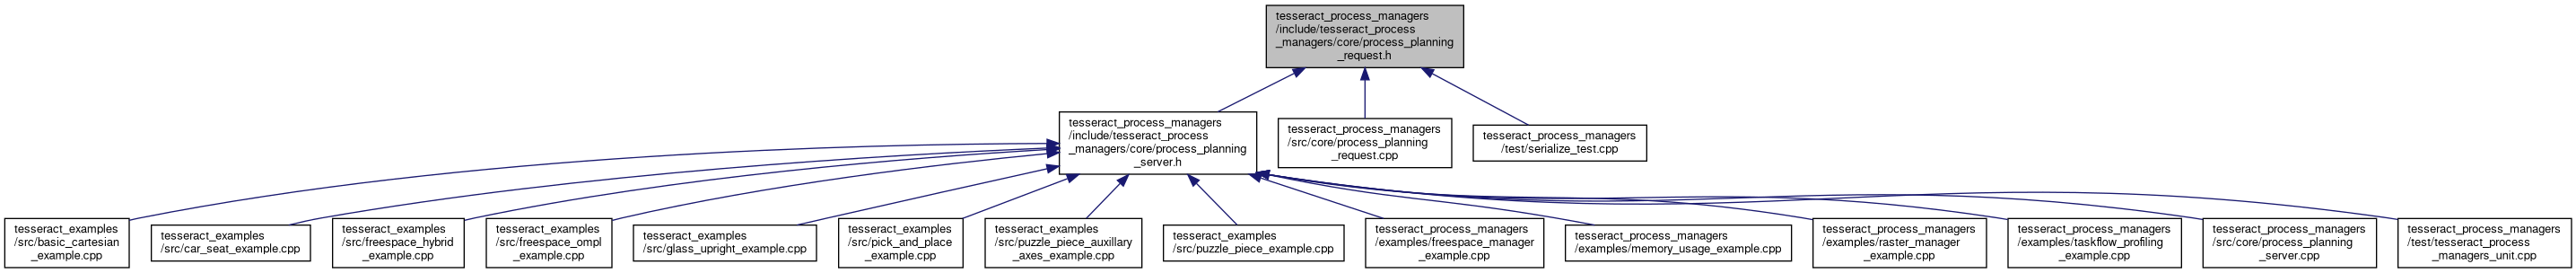 tesseract_process_managers
/include/tesseract_process
_managers/core/process_planning
_request.h
tesseract_process_managers
/include/tesseract_process
_managers/core/process_planning
_server.h
tesseract_process_managers
/src/core/process_planning
_request.cpp
tesseract_process_managers
/test/serialize_test.cpp
tesseract_examples
/src/basic_cartesian
_example.cpp
tesseract_examples
/src/car_seat_example.cpp
tesseract_examples
/src/freespace_hybrid
_example.cpp
tesseract_examples
/src/freespace_ompl
_example.cpp
tesseract_examples
/src/glass_upright_example.cpp
tesseract_examples
/src/pick_and_place
_example.cpp
tesseract_examples
/src/puzzle_piece_auxillary
_axes_example.cpp
tesseract_examples
/src/puzzle_piece_example.cpp
tesseract_process_managers
/examples/freespace_manager
_example.cpp
tesseract_process_managers
/examples/memory_usage_example.cpp
tesseract_process_managers
/examples/raster_manager
_example.cpp
tesseract_process_managers
/examples/taskflow_profiling
_example.cpp
tesseract_process_managers
/src/core/process_planning
_server.cpp
tesseract_process_managers
/test/tesseract_process
_managers_unit.cpp